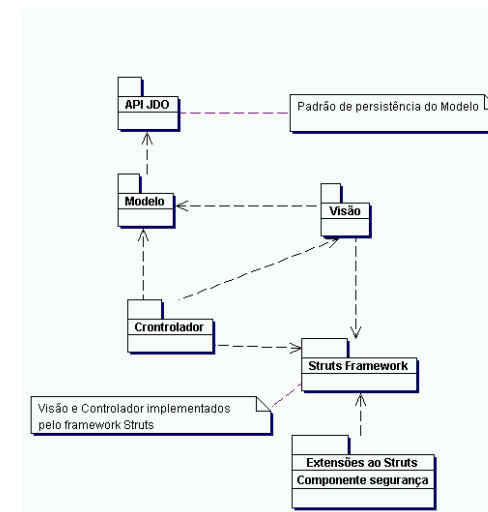 API JDO
Padrão de persistência do Modelo
Modelo
Visão
Crontrolador
Struts Framework
Visão e Controlador implementados
pelo framework Struts
Extensões ao Struts
Componente segurança